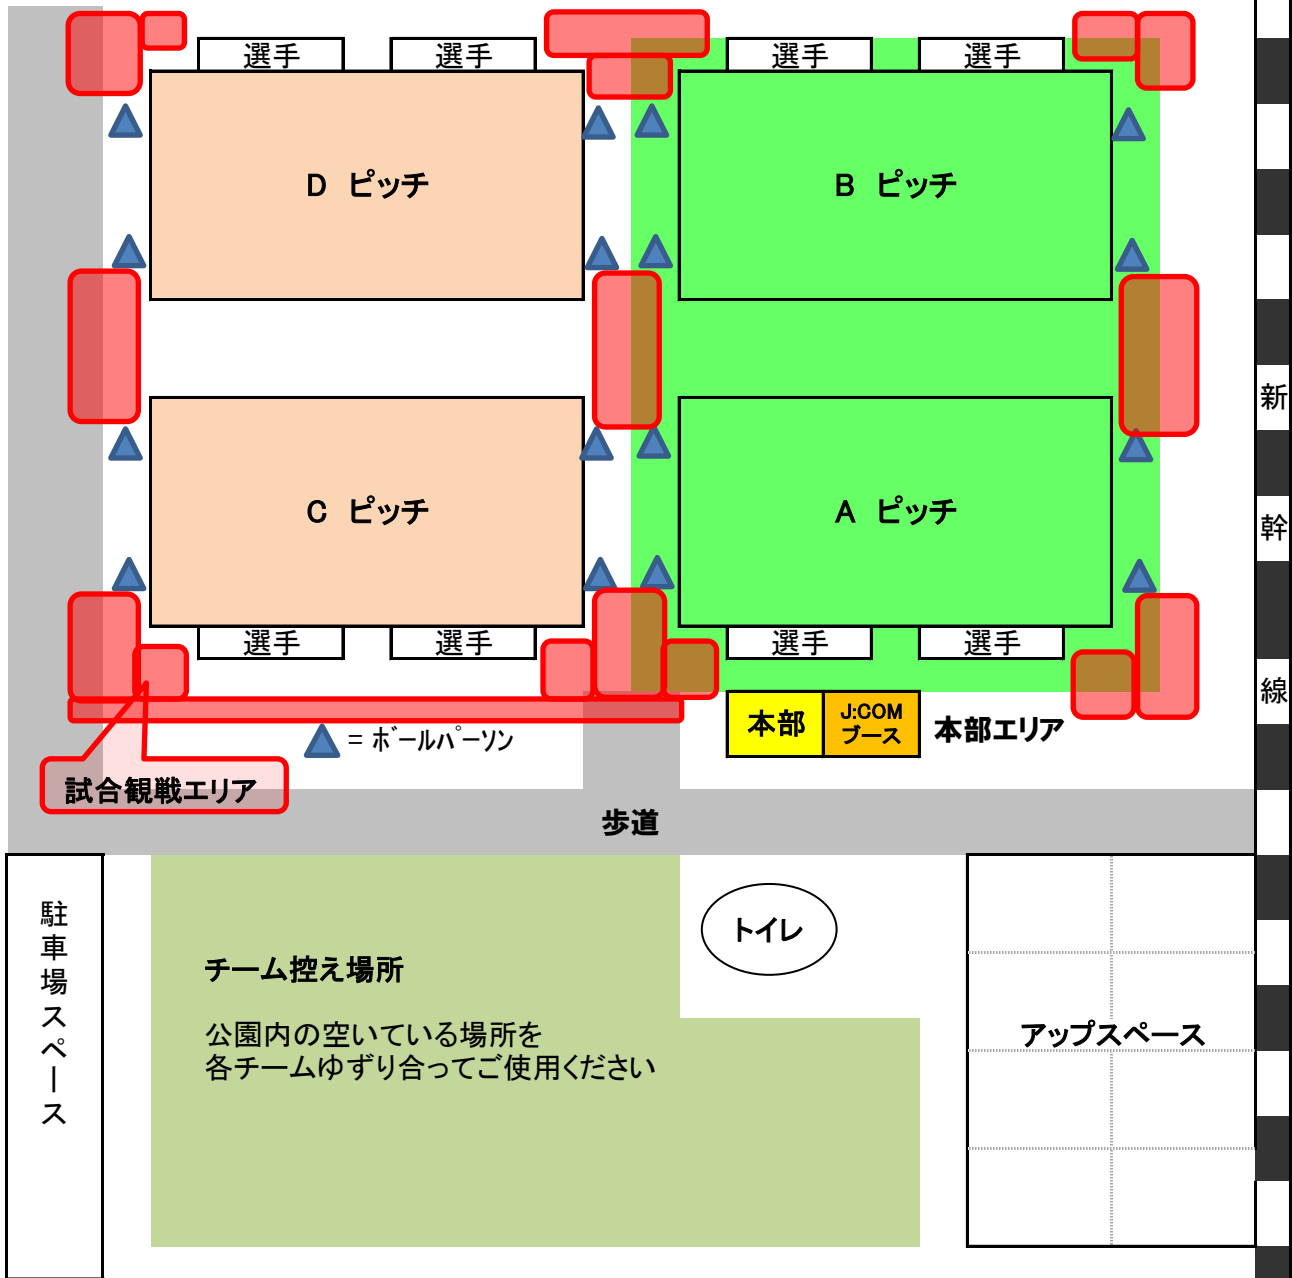 選手
選手
選手
選手
D ピッチ
B ピッチ
C ピッチ
A ピッチ
選手
選手
選手
選手
新幹線
本部
J:COM
ブース
本部エリア
= ボールパーソン
試合観戦エリア
歩道
駐車場スペース
トイレ
チーム控え場所
公園内の空いている場所を
各チームゆずり合ってご使用ください
アップスペース